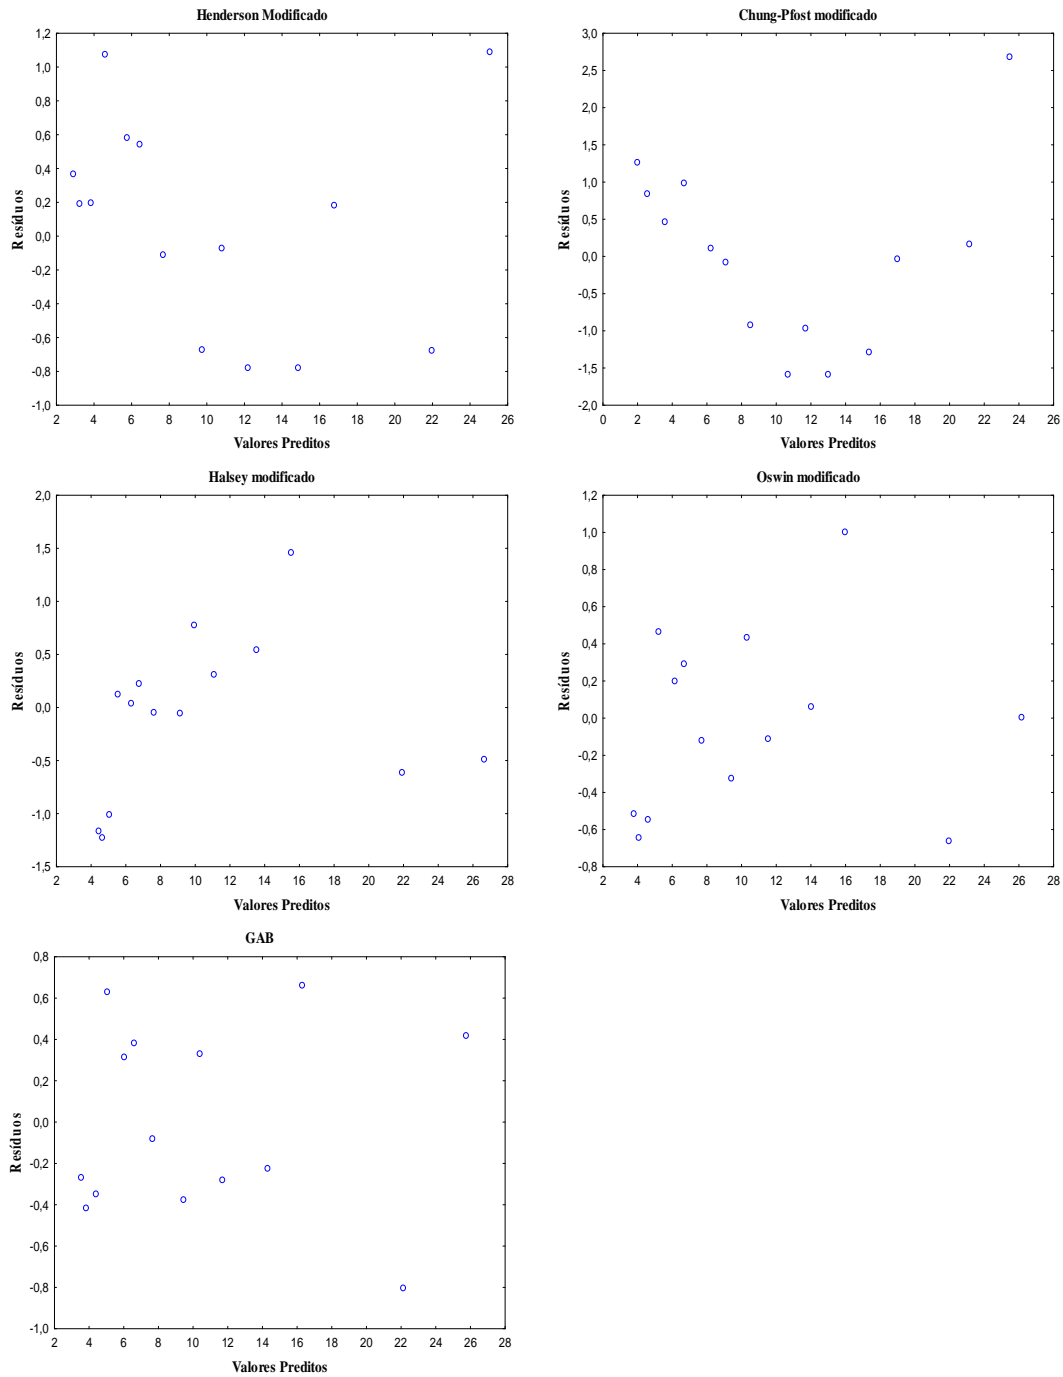 Henderson Modificado
1,2
1,0
0,8
0,6
0,4
0,2
0,0
-0,2
-0,4
-0,6
-0,8
-1,0
Resíduos
2 4 6 8 10 12 14 16 18 20 22 24 26
Valores Preditos
Chung-Pfost modificado
3,0
2,5
2,0
1,5
1,0
0,5
0,0
-0,5
-1,0
-1,5
-2,0
Resíduos
0 2 4 6 8 10 12 14 16 18 20 22 24 26
Valores Preditos
Halsey modificado
2,0
1,5
1,0
0,5
0,0
-0,5
-1,0
-1,5
Resíduos
2 4 6 8 10 12 14 16 18 20 22 24 26 28
Valores Preditos
Oswin modificado
1,2
1,0
0,8
0,6
0,4
0,2
0,0
-0,2
-0,4
-0,6
-0,8
Resíduos
2 4 6 8 10 12 14 16 18 20 22 24 26 28
Valores Preditos
GAB
0,8
0,6
0,4
0,2
0,0
-0,2
-0,4
-0,6
-0,8
-1,0
Resíduos
2 4 6 8 10 12 14 16 18 20 22 24 26 28
Valores Preditos